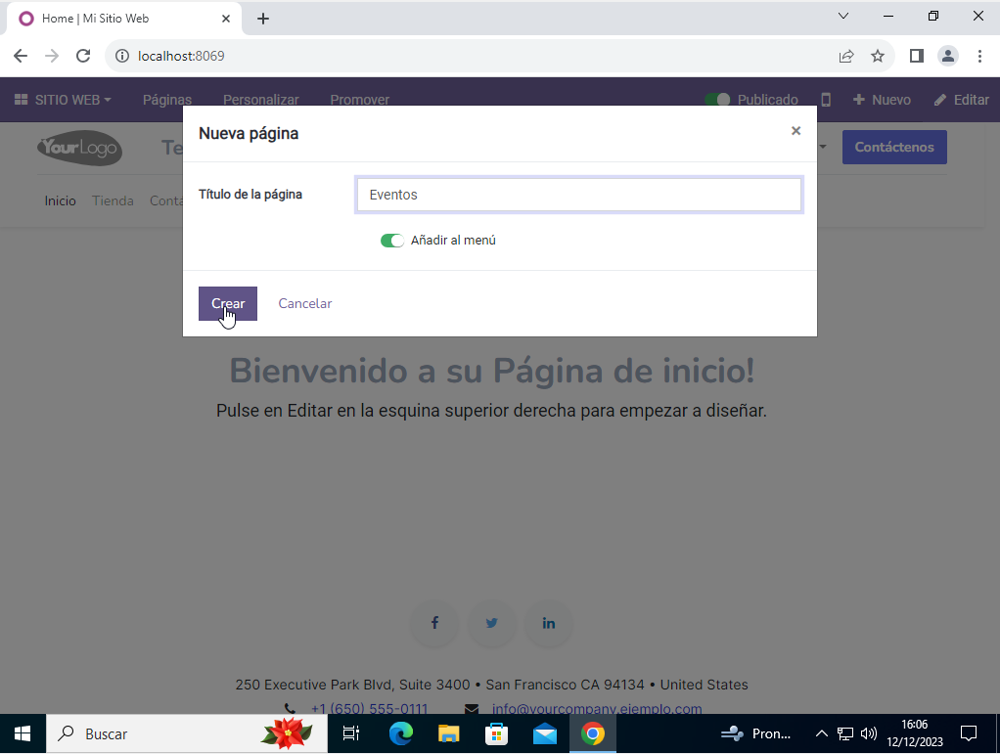 Home | Mi Sitio Web
localhost:8069
SITIO WEB Páginas Personalizar Promover Publicado Nuevo Editar
Nueva página
YourLogo Te Contáctenos
Título de la página Eventos
Inicio Tienda Contá
Añadir al menú
Crear Cancelar
Bienvenido a su Página de inicio!
Pulse en Editar en la esquina superior derecha para empezar a diseñar.
250 Executive Park Blvd, Suite 3400 • San Francisco CA 94134 • United States
+1 (650) 555-0111 info@yourcompany.ejemplo.com
Buscar Pron... 16:06
12/12/2023